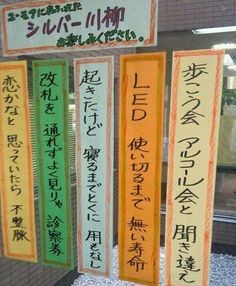 ユーモアにあふれた
シルバー川柳
お楽しみください。
歩こう会 アルコール会と 聞き違え
LED 使い切るまで 無い寿命
起きたけど 寝るまでとくに 用もなし
改札を 通れずよく見りゃ 診察券
恋かなと 思っていたら 不整脈